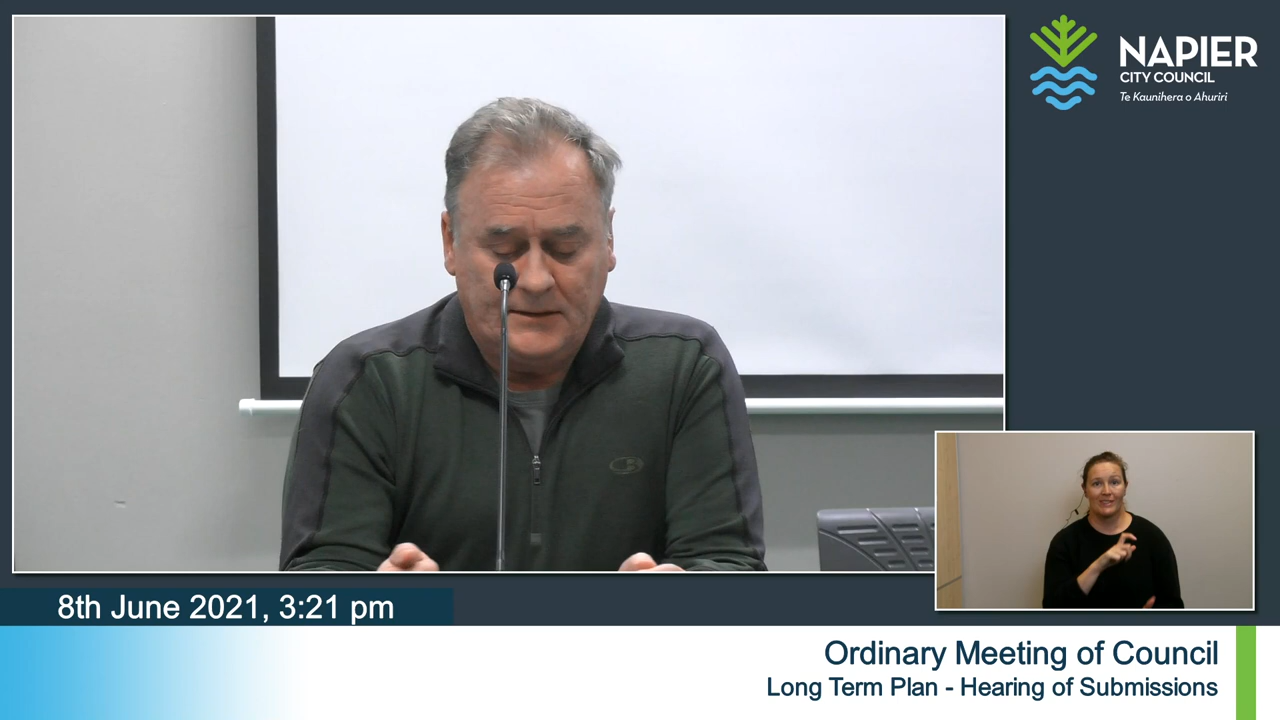 NAPIER
CITY COUNCIL
Te Kaunihera o Ahuriri
8th June 2021, 3:21 pm
Ordinary Meeting of Council
Long Term Plan - Hearing of Submissions